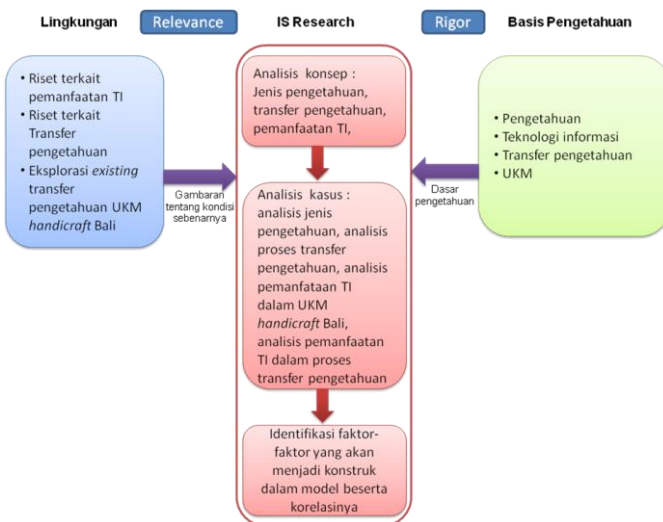 Lingkungan
Relevance
IS Research
Rigor
Basis Pengetahuan
• Riset terkait
pemanfaatan TI
• Riset terkait
Transfer
pengetahuan
• Eksplorasi existing
transfer
pengetahuan UKM
handicraft Bali
Gambaran
tentang kondisi
sebenarnya
Analisis konsep :
Jenis pengetahuan,
transfer pengetahuan,
pemanfaatan TI,
Analisis kasus :
analisis jenis
pengetahuan, analisis
proses transfer
pengetahuan, analisis
pemanfataan TI
dalam UKM
handicraft Bali,
analisis pemanfaatan
TI dalam proses
transfer pengetahuan
Identifikasi faktor-
faktor yang akan
menjadi konstruk
dalam model beserta
korelasinya
Dasar
pengetahuan
• Pengetahuan
• Teknologi informasi
• Transfer pengetahuan
• UKM